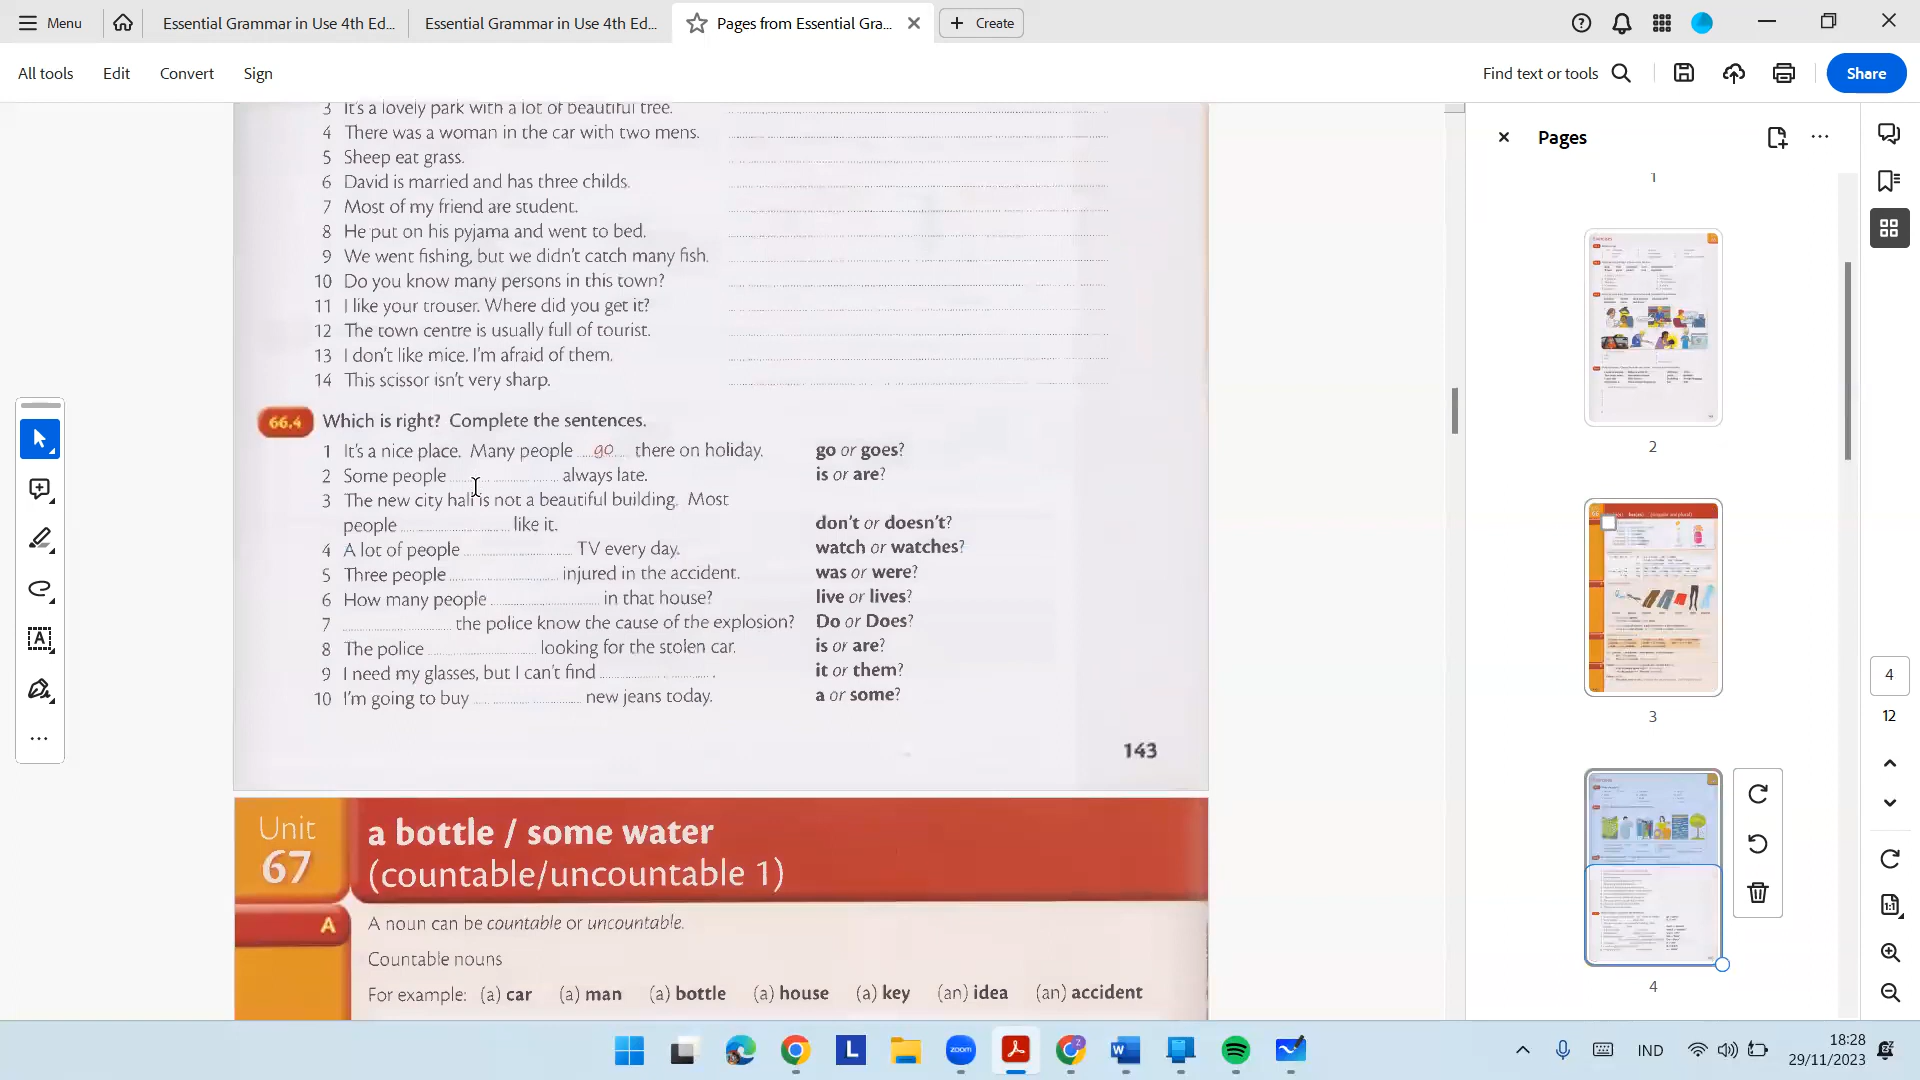 Menu
Essential Grammar in Use 4th Ed...
Essential Grammar in Use 4th Ed...
Pages from Essential Gra...
Create
All tools
Edit
Convert
Sign
Find text or tools
Share
3 It's a lovely park with a lot of beautiful tree.
4 There was a woman in the car with two mens.
5 Sheep eat grass.
6 David is married and has three childs.
7 Most of my friend are student.
8 He put on his pyjama and went to bed.
9 We went fishing, but we didn't catch many fish.
10 Do you know many persons in this town?
11 I like your trouser. Where did you get it?
12 The town centre is usually full of tourist.
13 I don't like mice. I'm afraid of them.
14 This scissor isn't very sharp.
66.4 Which is right? Complete the sentences.
1 It's a nice place. Many people go there on holiday. go or goes?
2 Some people always late. is or are?
3 The new city hall is not a beautiful building. Most
people like it. don't or doesn't?
4 A lot of people TV every day. watch or watches?
5 Three people injured in the accident. was or were?
6 How many people in that house? live or lives?
7 the police know the cause of the explosion? Do or Does?
8 The police looking for the stolen car. is or are?
9 I need my glasses, but I can't find . it or them?
10 I'm going to buy new jeans today. a or some?
143
Unit
67
a bottle / some water
(countable/uncountable 1)
A
A noun can be countable or uncountable.
Countable nouns
For example: (a) car (a) man (a) bottle (a) house (a) key (an) idea (an) accident
Pages
1
2
3
4
4
12
IND
18:28
29/11/2023
zoom